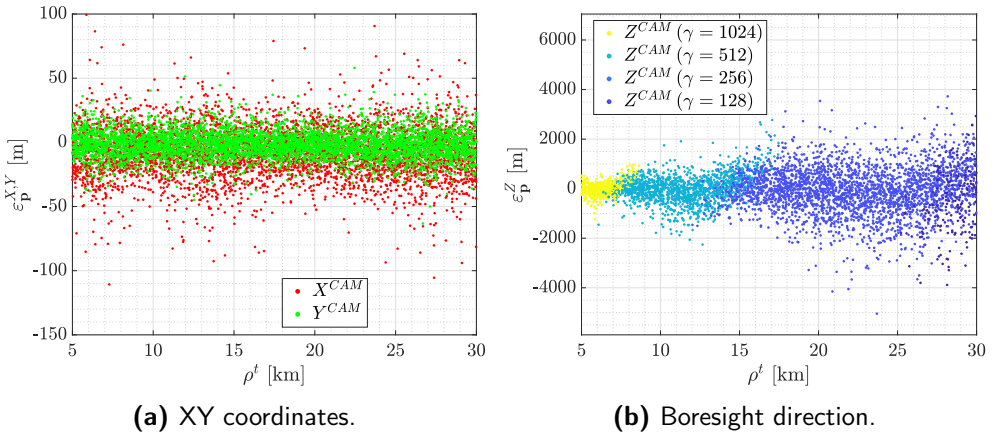 100
50
0
-50
-100
-150
5 10 15 20 25 30
ε_p^{X,Y} [m]
ρ^t [km]
X^{CAM}
Y^{CAM}
(a) XY coordinates.
6000
4000
2000
0
-2000
-4000
5 10 15 20 25 30
ε_p^Z [m]
ρ^t [km]
Z^{CAM} (γ = 1024)
Z^{CAM} (γ = 512)
Z^{CAM} (γ = 256)
Z^{CAM} (γ = 128)
(b) Boresight direction.